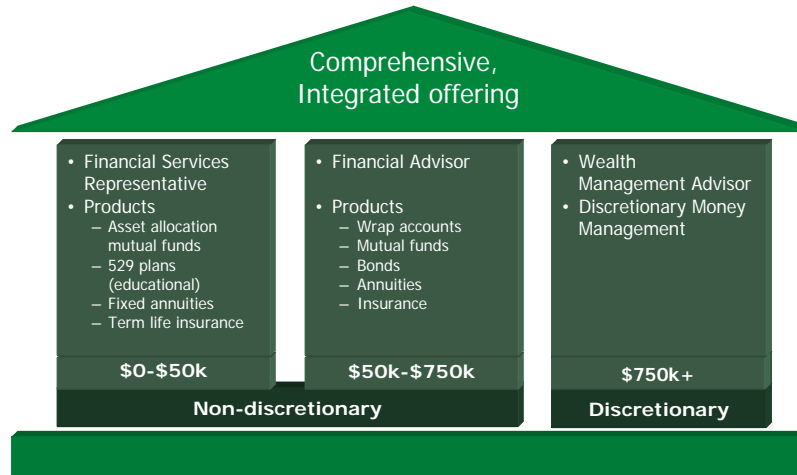 Comprehensive,
Integrated offering
• Financial Services
Representative
• Products
– Asset allocation
mutual funds
– 529 plans
(educational)
– Fixed annuities
– Term life insurance
$0-$50k
• Financial Advisor
• Products
– Wrap accounts
– Mutual funds
– Bonds
– Annuities
– Insurance
$50k-$750k
Non-discretionary
• Wealth
Management Advisor
• Discretionary Money
Management
$750k+
Discretionary